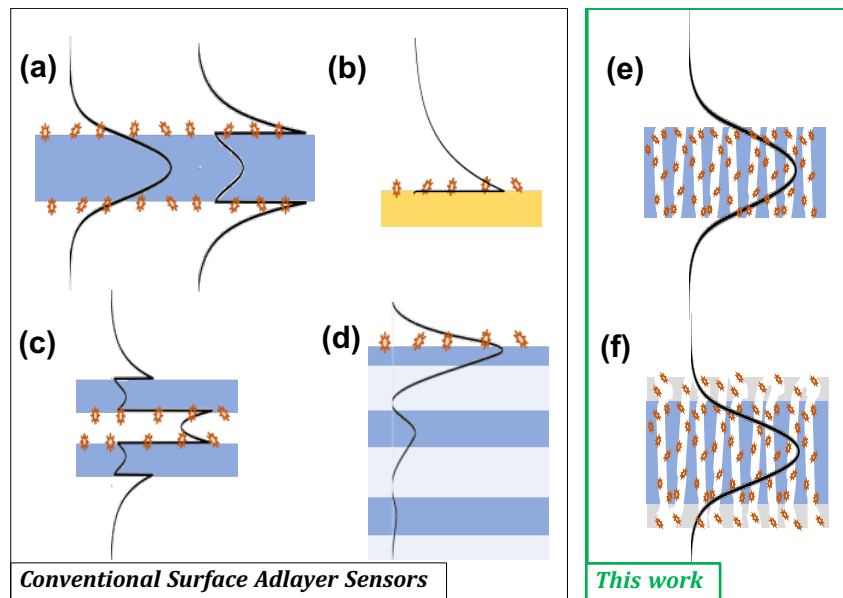 (a)
(b)
(e)
(c)
(d)
(f)
Conventional Surface Adlayer Sensors
This work